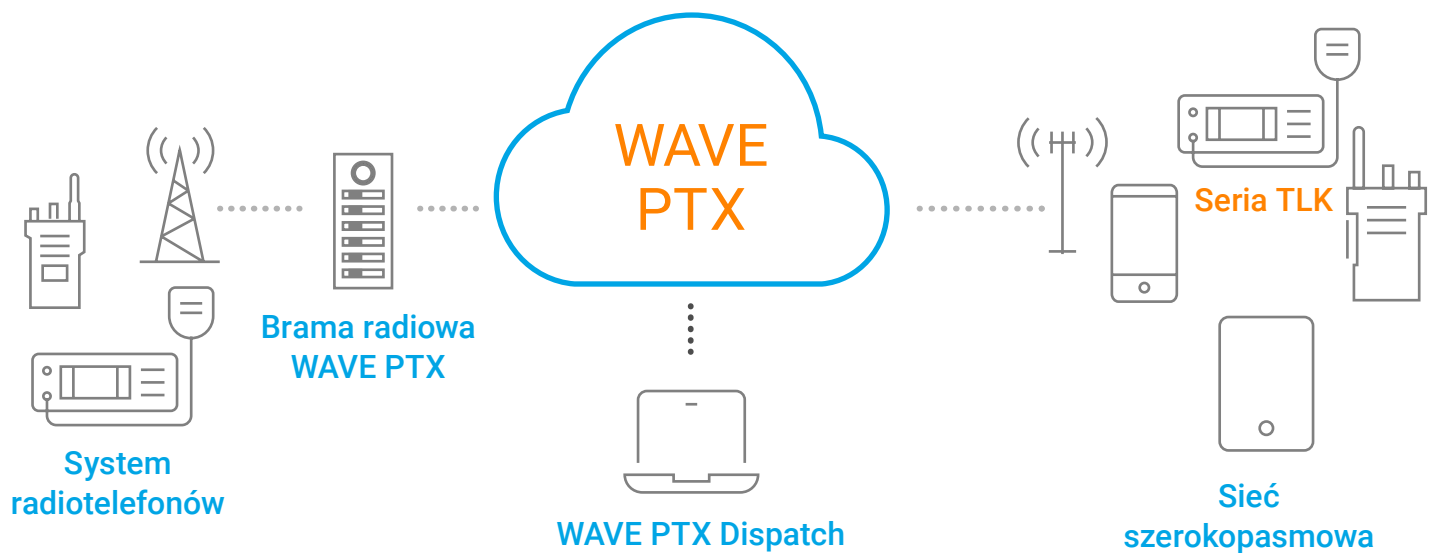 WAVE
PTX
Seria TLK
Brama radiowa
WAVE PTX
System
radiotelefonów
WAVE PTX Dispatch
Sieć
szerokopasmowa